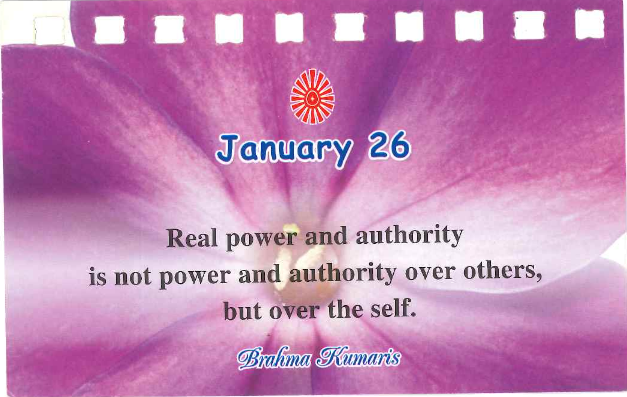 January 26
Real power and authority
is not power and authority over others,
but over the self.
Brahma Kumaris